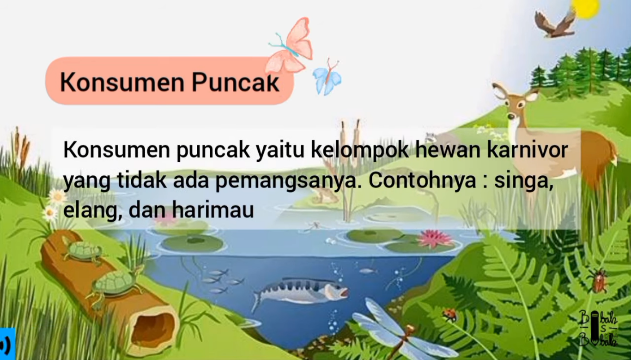 Konsumen Puncak
Konsumen puncak yaitu kelompok hewan karnivor
yang tidak ada pemangsanya. Contohnya : singa,
elang, dan harimau